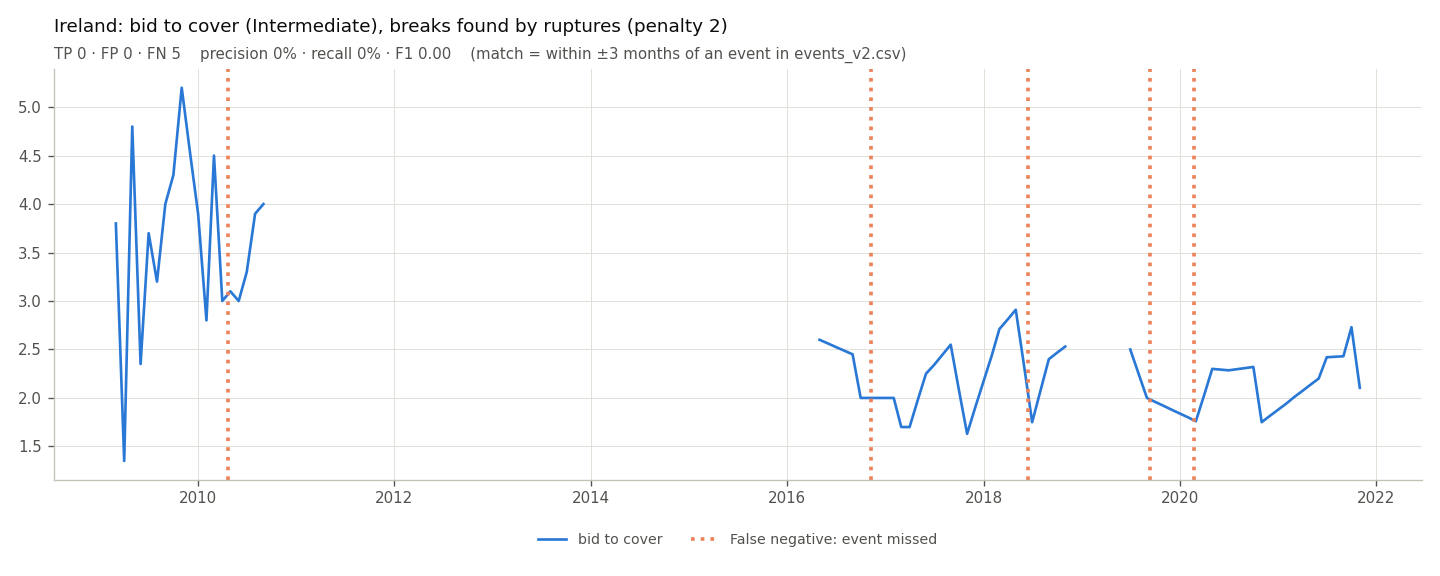 Ireland: bid to cover (Intermediate), breaks found by ruptures (penalty 2)
TP 0 · FP 0 · FN 5    precision 0% · recall 0% · F1 0.00    (match = within ±3 months of an event in events_v2.csv)
5.0
4.5
4.0
3.5
3.0
2.5
2.0
1.5
2010 2012 2014 2016 2018 2020 2022
bid to cover    False negative: event missed